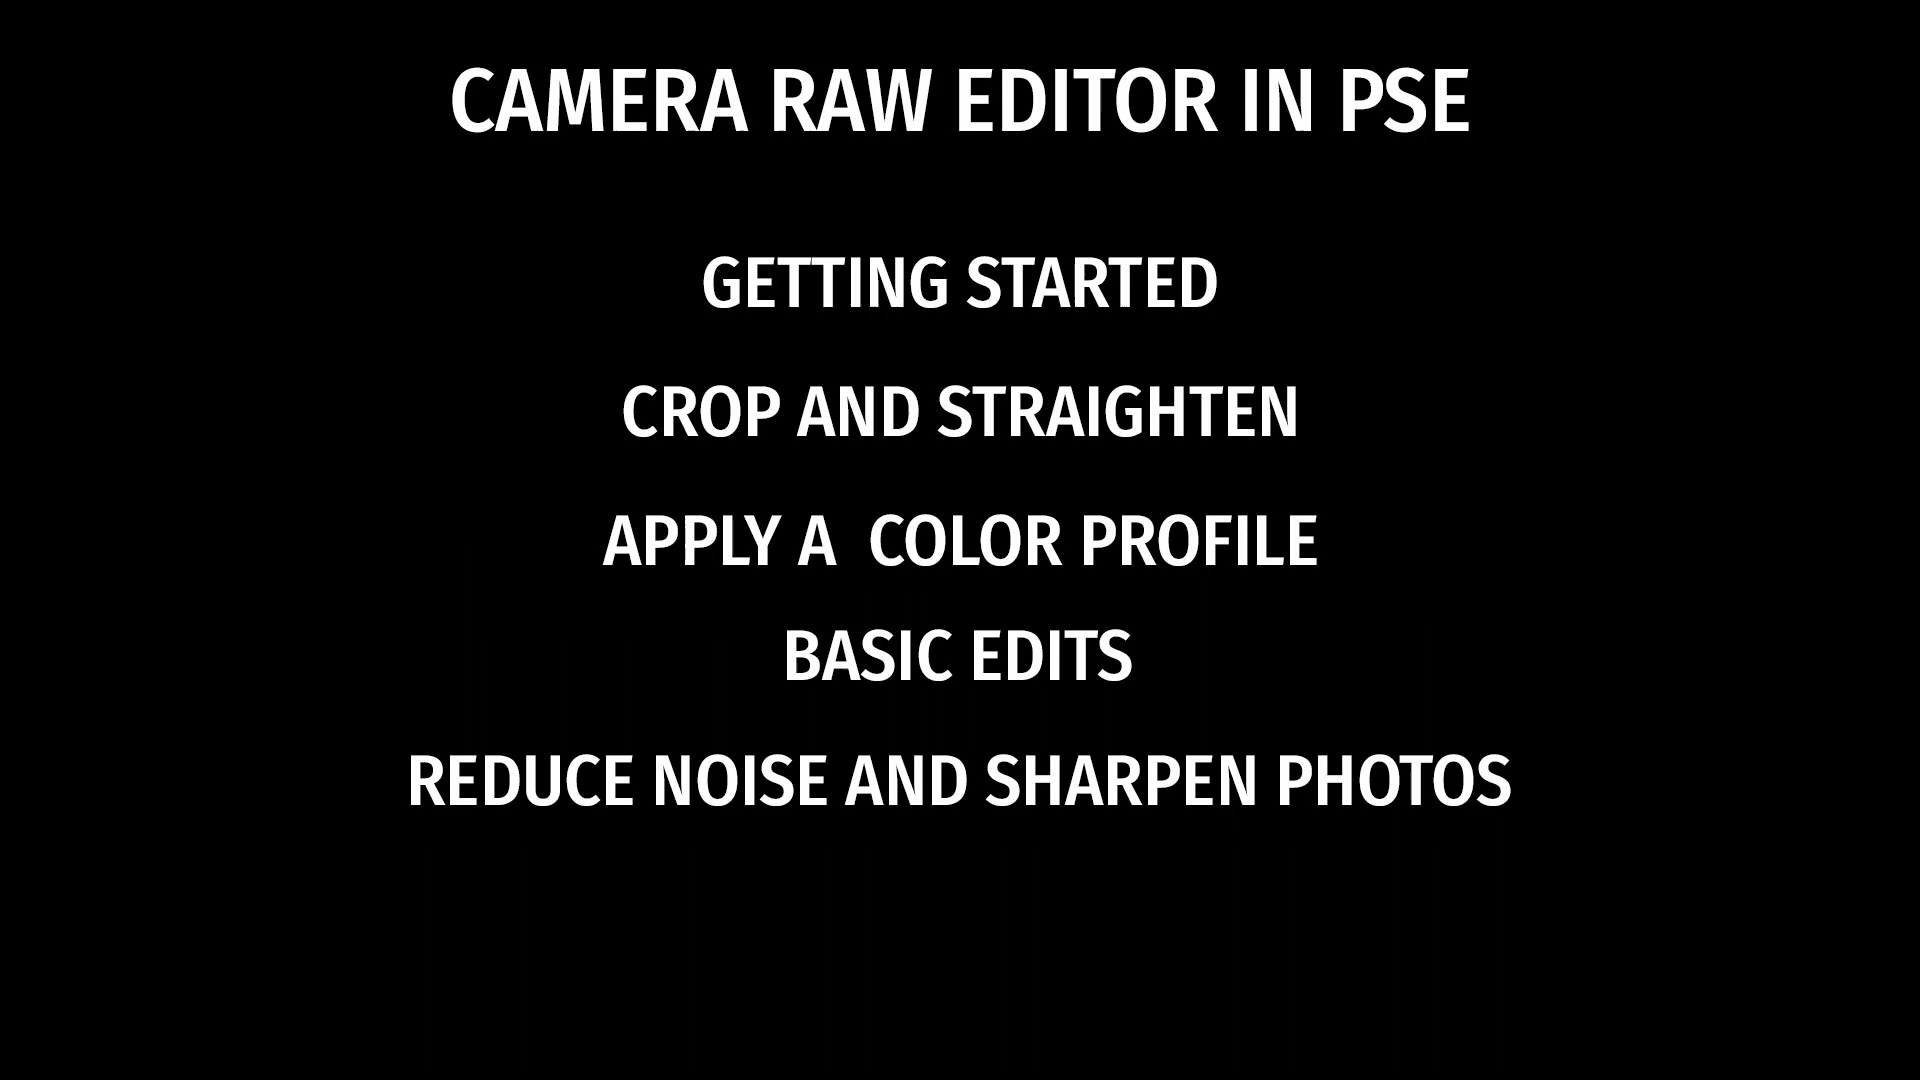 CAMERA RAW EDITOR IN PSE
GETTING STARTED
CROP AND STRAIGHTEN
APPLY A  COLOR PROFILE
BASIC EDITS
REDUCE NOISE AND SHARPEN PHOTOS